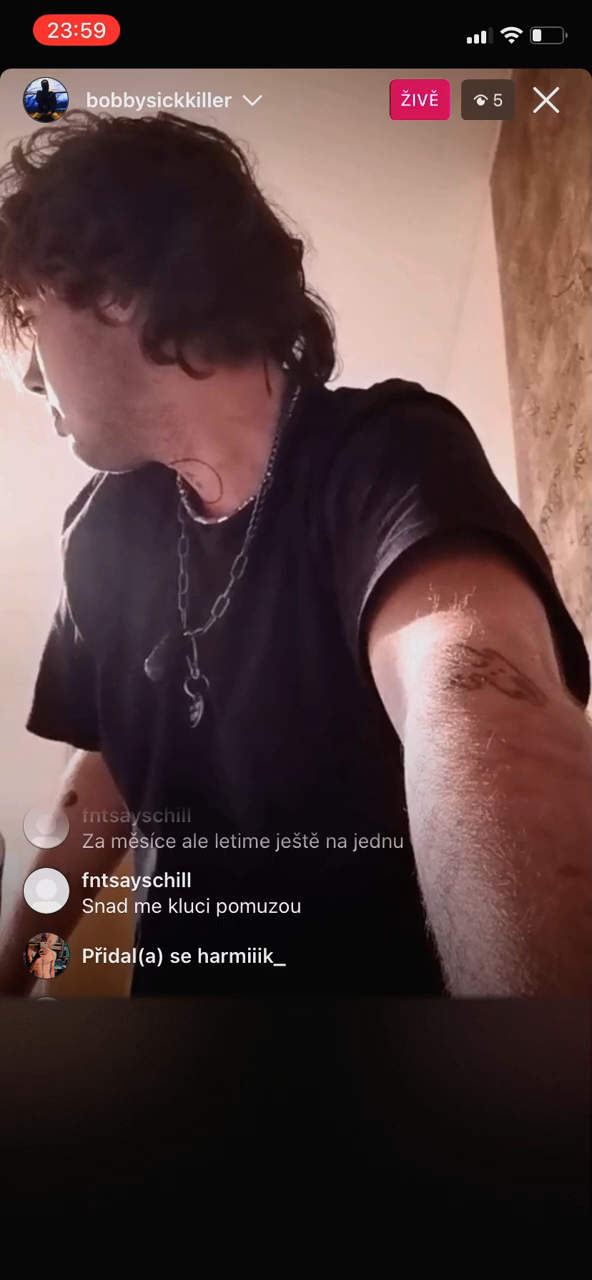 23:59
bobbysickkiller
ŽIVĚ
5
fntsayschill
Za měsíce ale letime ještě na jednu
fntsayschill
Snad me kluci pomuzou
Přidal(a) se harmiiik_